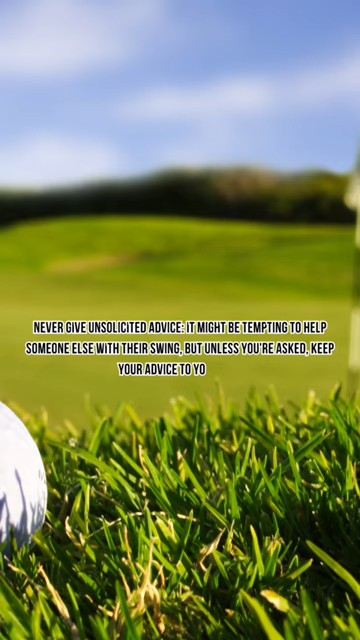 NEVER GIVE UNSOLICITED ADVICE: IT MIGHT BE TEMPTING TO HELP
SOMEONE ELSE WITH THEIR SWING, BUT UNLESS YOU'RE ASKED, KEEP
YOUR ADVICE TO YO